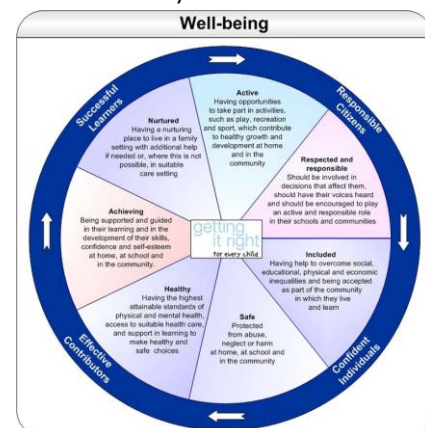 Well-being
Successful
Learners
Responsible
Citizens
Confident
Individuals
Effective
Contributors
Active
Having opportunities
to take part in activities,
such as play, recreation
and sport, which contribute
to healthy growth and
development at home
and in the
community
Respected and
responsible
Should be involved in
decisions that affect them,
should have their voices heard
and should be encouraged to play
an active and responsible role
in their schools and communities
Included
Having help to overcome social,
educational, physical and economic
inequalities and being accepted
as part of the community
in which they live
and learn
Safe
Protected
from abuse,
neglect or harm
at home, at school and
in the community
Healthy
Having the highest
attainable standards of
physical and mental health,
access to suitable health care,
and support in learning to
make healthy and
safe choices
Achieving
Being supported and guided
in their learning and in
the development of their skills,
confidence and self-esteem
at home, at school and
in the community.
Nurtured
Having a nurturing
place to live in a family
setting with additional help
if needed or, where this is not
possible, in suitable
care setting
getting
it right
for every child